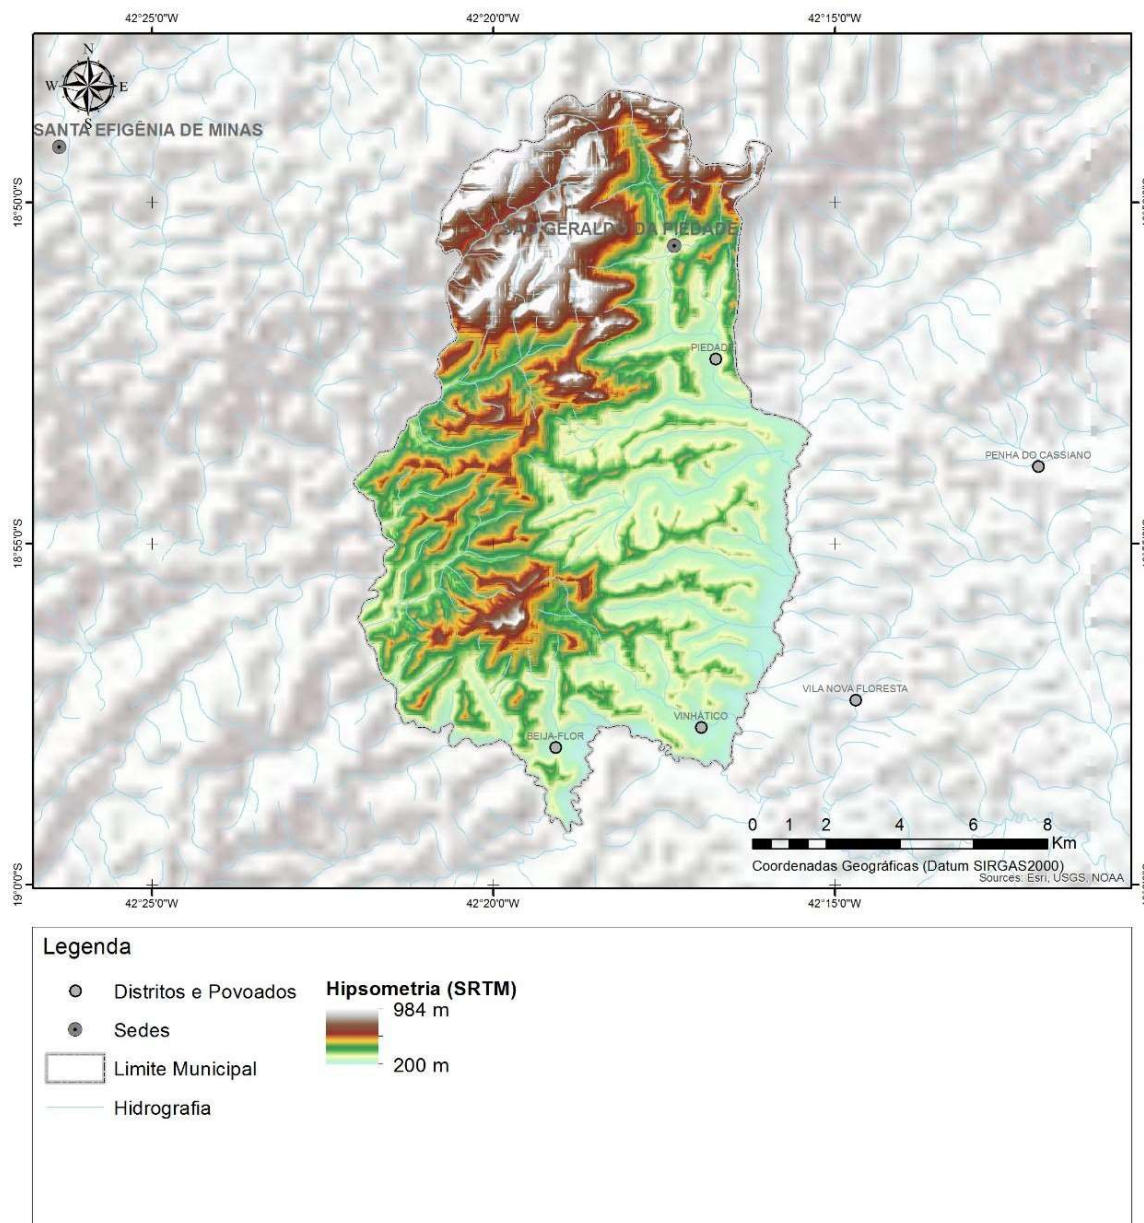 42°25'0"W 42°20'0"W 42°15'0"W
N
W E
S
SANTA EFIGÊNIA DE MINAS
18°50'0"S
SÃO GERALDO DA PIEDADE
PIEDADE
PENHA DO CASSIANO
18°55'0"S
VILA NOVA FLORESTA
VINHÁTICO
BEIJA-FLOR
0 1 2 4 6 8
Km
Coordenadas Geográficas (Datum SIRGAS2000)
Sources: Esri, USGS, NOAA
19°0'0"S
42°25'0"W 42°20'0"W 42°15'0"W
Legenda
Distritos e Povoados
Sedes
Limite Municipal
Hidrografia
Hipsometria (SRTM)
984 m
200 m